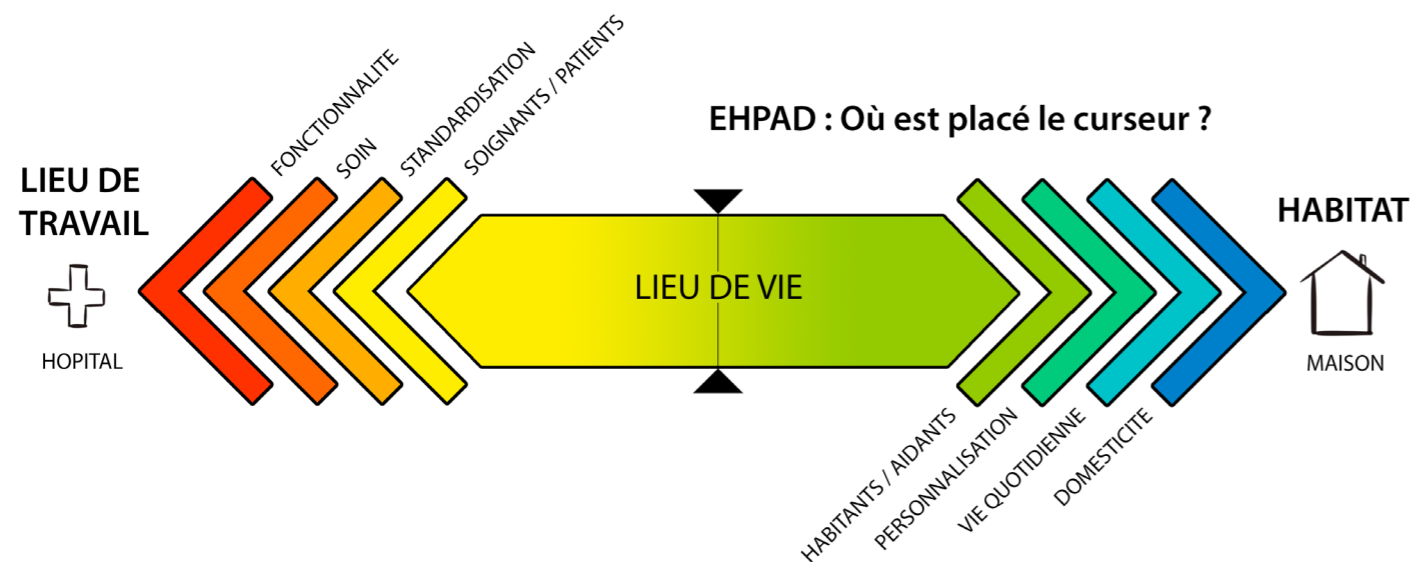 FONCTIONNALITE
SOIN
STANDARDISATION
SOIGNANTS / PATIENTS
EHPAD : Où est placé le curseur ?
LIEU DE
TRAVAIL
HOPITAL
LIEU DE VIE
HABITAT
MAISON
HABITANTS / AIDANTS
PERSONNALISATION
VIE QUOTIDIENNE
DOMESTICITE